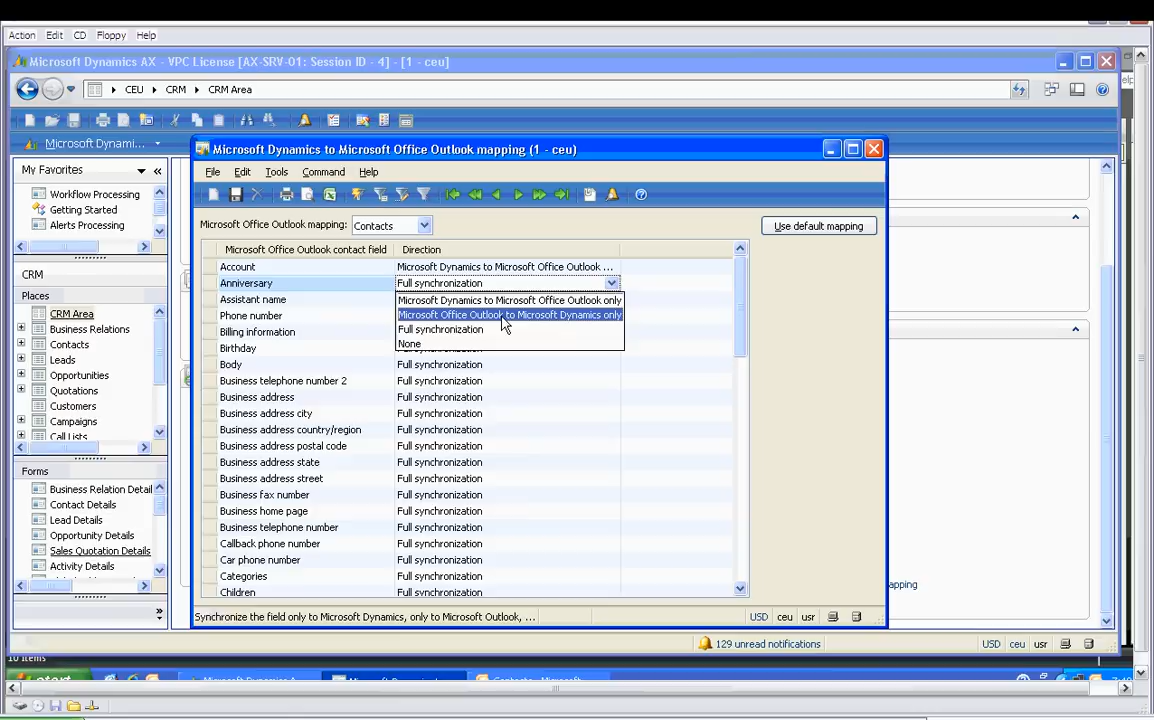 Action Edit CD Floppy Help
Microsoft Dynamics AX - VPC License [AX-SRV-01: Session ID - 4] - [1 - ceu]
CEU CRM CRM Area
Microsoft Dynami...
Microsoft Dynamics to Microsoft Office Outlook mapping (1 - ceu)
File Edit Tools Command Help
Microsoft Office Outlook mapping: Contacts
Use default mapping
Microsoft Office Outlook contact field Direction
Account Microsoft Dynamics to Microsoft Office Outlook ...
Anniversary Full synchronization
Microsoft Dynamics to Microsoft Office Outlook only
Microsoft Office Outlook to Microsoft Dynamics only
Full synchronization
None
Assistant name
Phone number
Billing information
Birthday
Body Full synchronization
Business telephone number 2 Full synchronization
Business address Full synchronization
Business address city Full synchronization
Business address country/region Full synchronization
Business address postal code Full synchronization
Business address state Full synchronization
Business address street Full synchronization
Business fax number Full synchronization
Business home page Full synchronization
Business telephone number Full synchronization
Callback phone number Full synchronization
Car phone number Full synchronization
Categories Full synchronization
Children Full synchronization
Synchronize the field only to Microsoft Dynamics, only to Microsoft Outlook, ...
USD ceu usr
My Favorites
Workflow Processing
Getting Started
Alerts Processing
CRM
Places
CRM Area
Business Relations
Contacts
Leads
Opportunities
Quotations
Customers
Campaigns
Call Lists
Forms
Business Relation Detail
Contact Details
Lead Details
Opportunity Details
Sales Quotation Details
Activity Details
apping
129 unread notifications
USD ceu usr
10 items
start